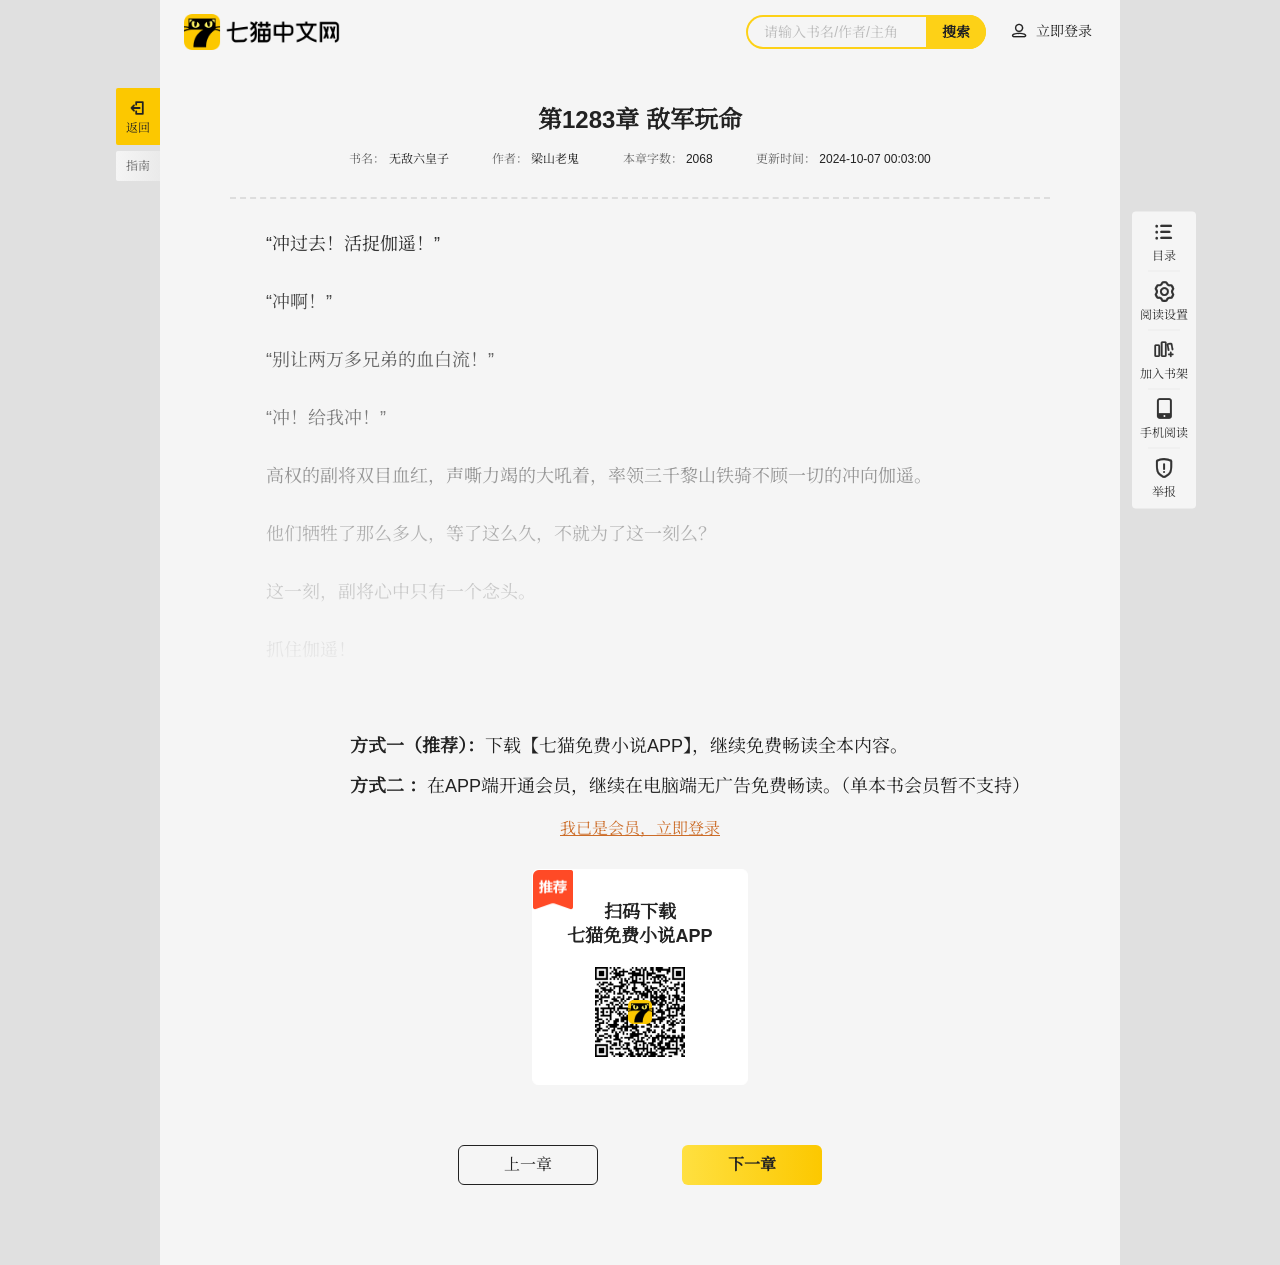 七猫中文网
请输入书名/作者/主角
搜索
立即登录
返回
指南
第1283章 敌军玩命
书名： 无敌六皇子 作者： 梁山老鬼 本章字数： 2068 更新时间： 2024-10-07 00:03:00
“冲过去！活捉伽遥！”
“冲啊！”
“别让两万多兄弟的血白流！”
“冲！给我冲！”
高权的副将双目血红，声嘶力竭的大吼着，率领三千黎山铁骑不顾一切的冲向伽遥。
他们牺牲了那么多人，等了这么久，不就为了这一刻么？
这一刻，副将心中只有一个念头。
抓住伽遥！
目录
阅读设置
加入书架
手机阅读
举报
方式一（推荐）：下载【七猫免费小说APP】，继续免费畅读全本内容。
方式二 ：在APP端开通会员，继续在电脑端无广告免费畅读。（单本书会员暂不支持）
我已是会员，立即登录
推荐
扫码下载
七猫免费小说APP
上一章
下一章